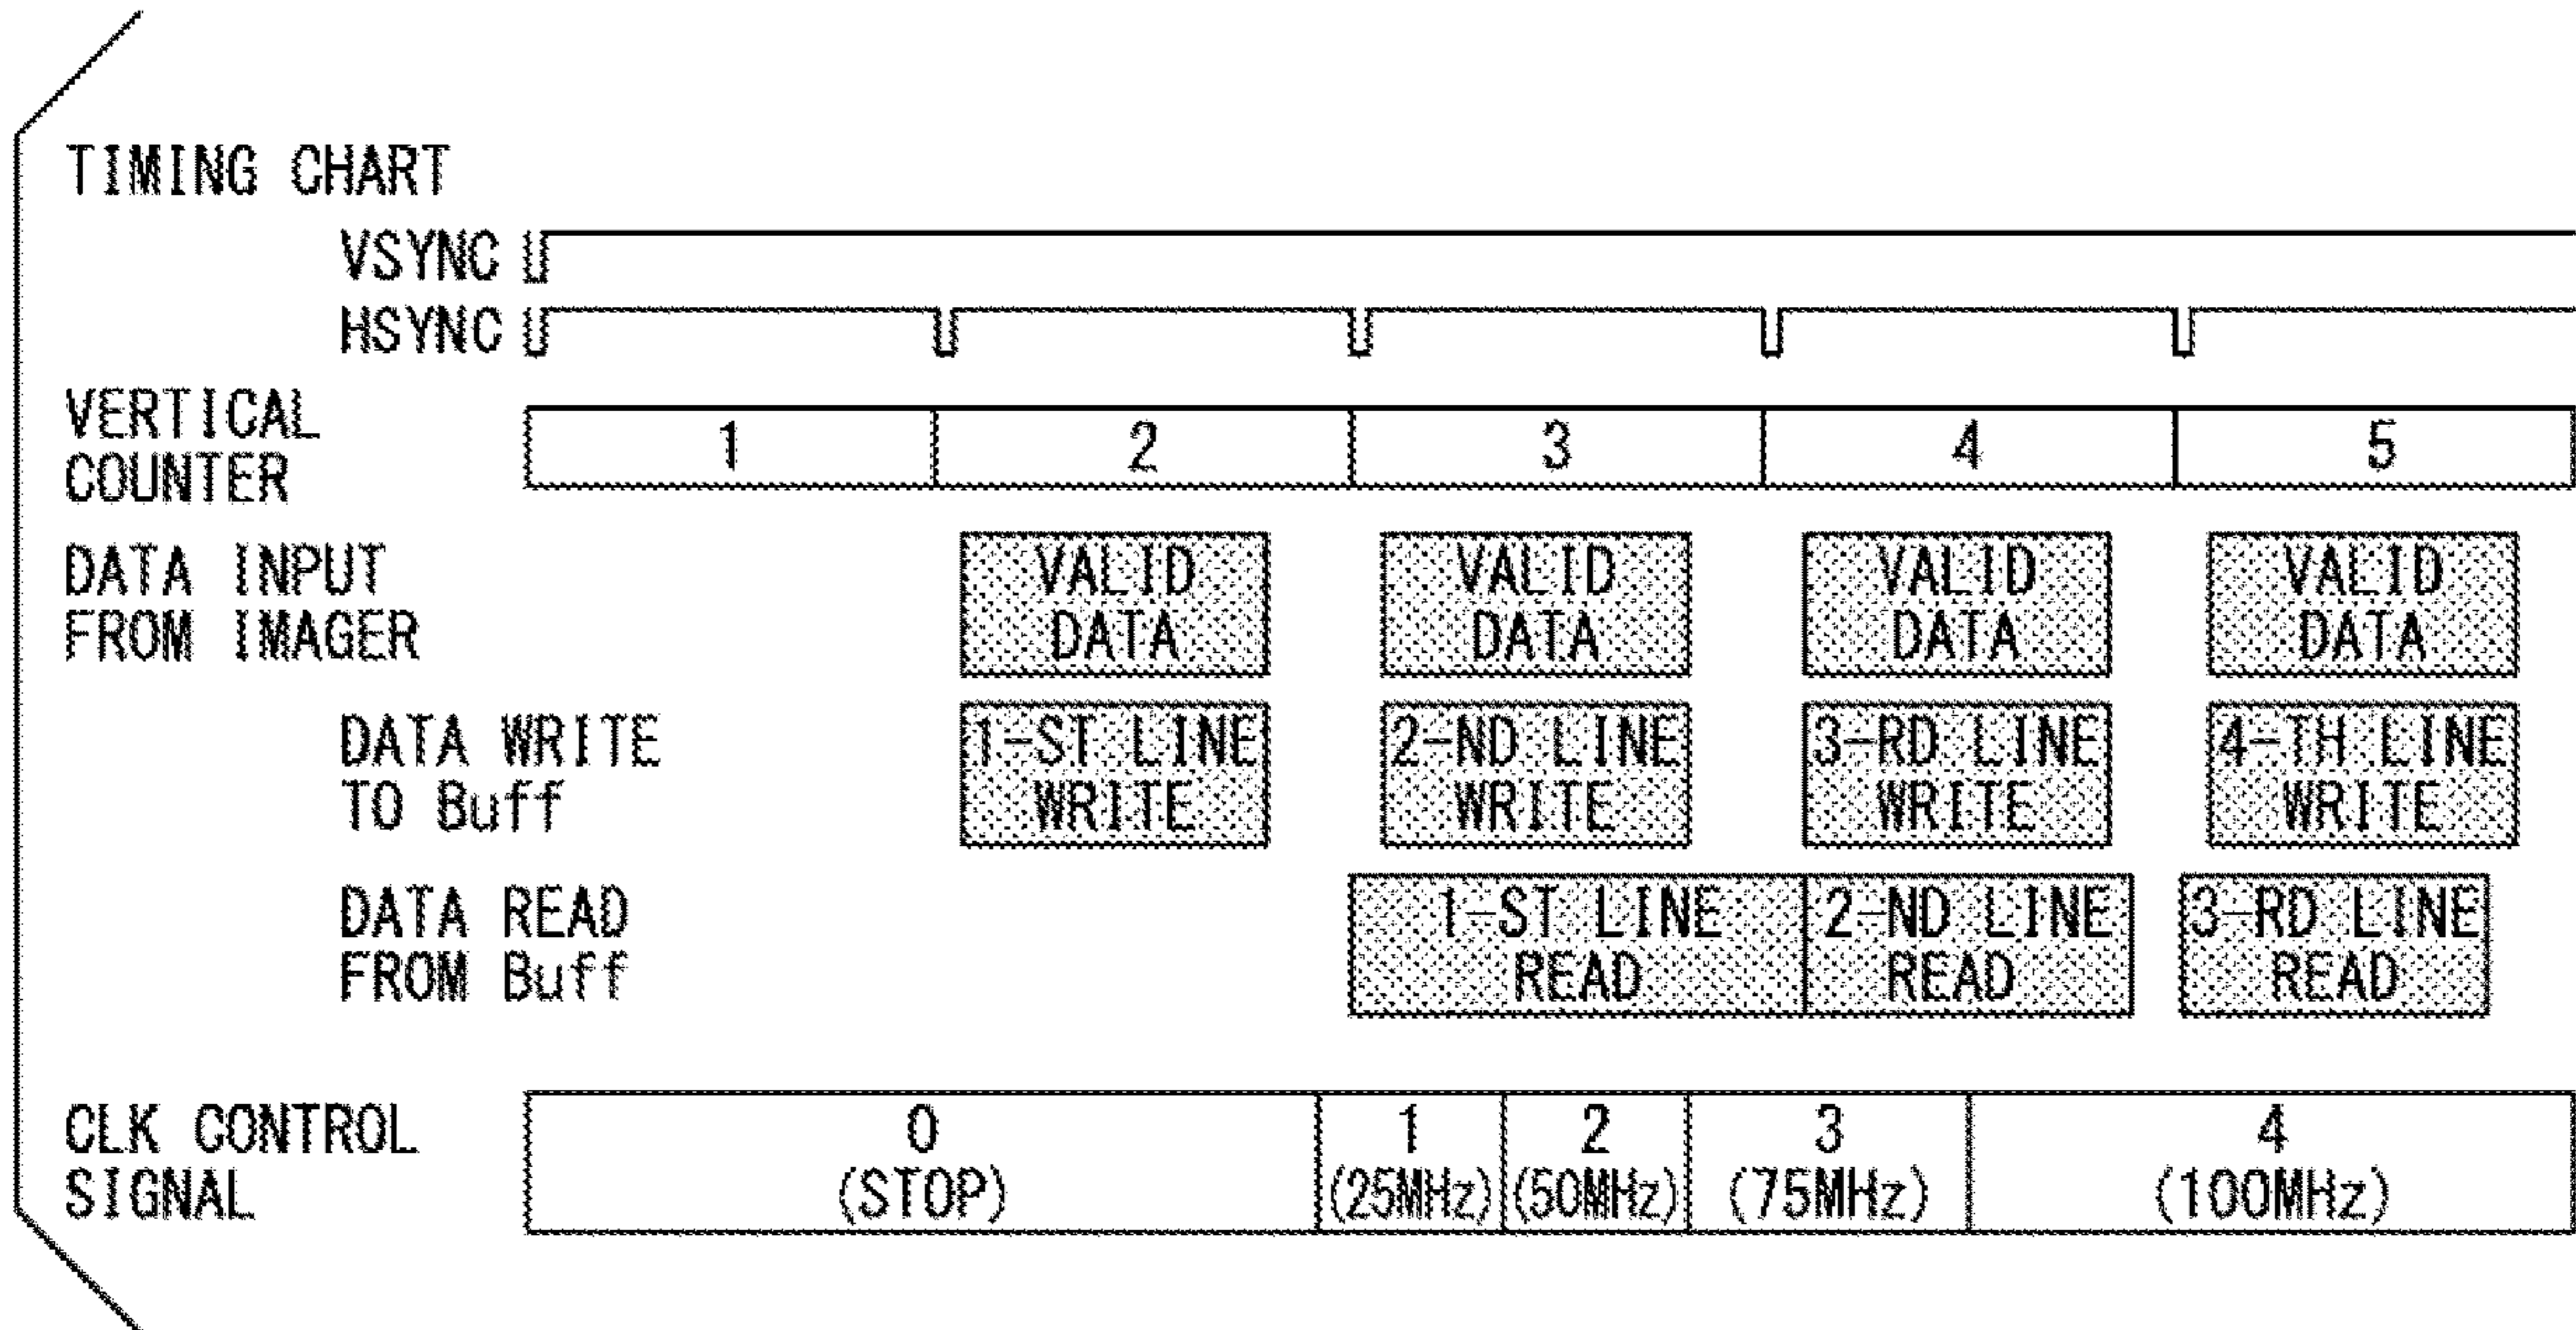 TIMING CHART
VSYNC
HSYNC
VERTICAL
COUNTER
1 2 3 4 5
DATA INPUT
FROM IMAGER
VALID
DATA
VALID
DATA
VALID
DATA
VALID
DATA
DATA WRITE
TO Buff
1-ST LINE
WRITE
2-ND LINE
WRITE
3-RD LINE
WRITE
4-TH LINE
WRITE
DATA READ
FROM Buff
1-ST LINE
READ
2-ND LINE
READ
3-RD LINE
READ
CLK CONTROL
SIGNAL
0
(STOP)
1
(25MHz)
2
(50MHz)
3
(75MHz)
4
(100MHz)